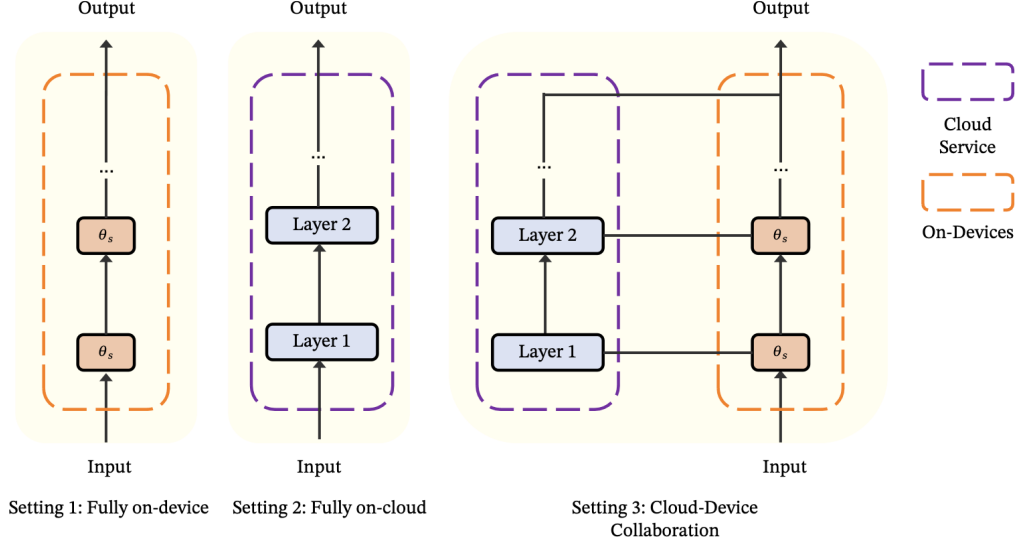 Output
...
θs
θs
Input
Setting 1: Fully on-device
Output
...
Layer 2
Layer 1
Input
Setting 2: Fully on-cloud
Output
...
...
Layer 2
θs
Layer 1
θs
Input
Setting 3: Cloud-Device
Collaboration
Cloud
Service
On-Devices